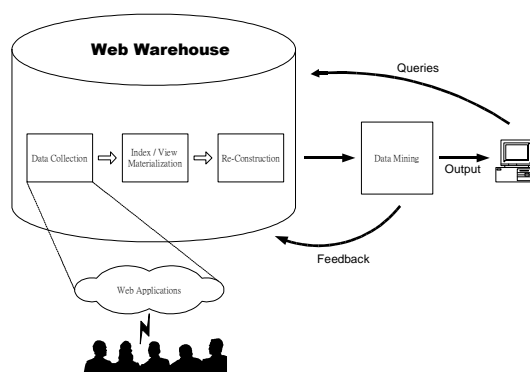 Web Warehouse
Queries
Data Collection
Index / View
Materialization
Re-Construction
Data Mining
Output
Feedback
Web Applications